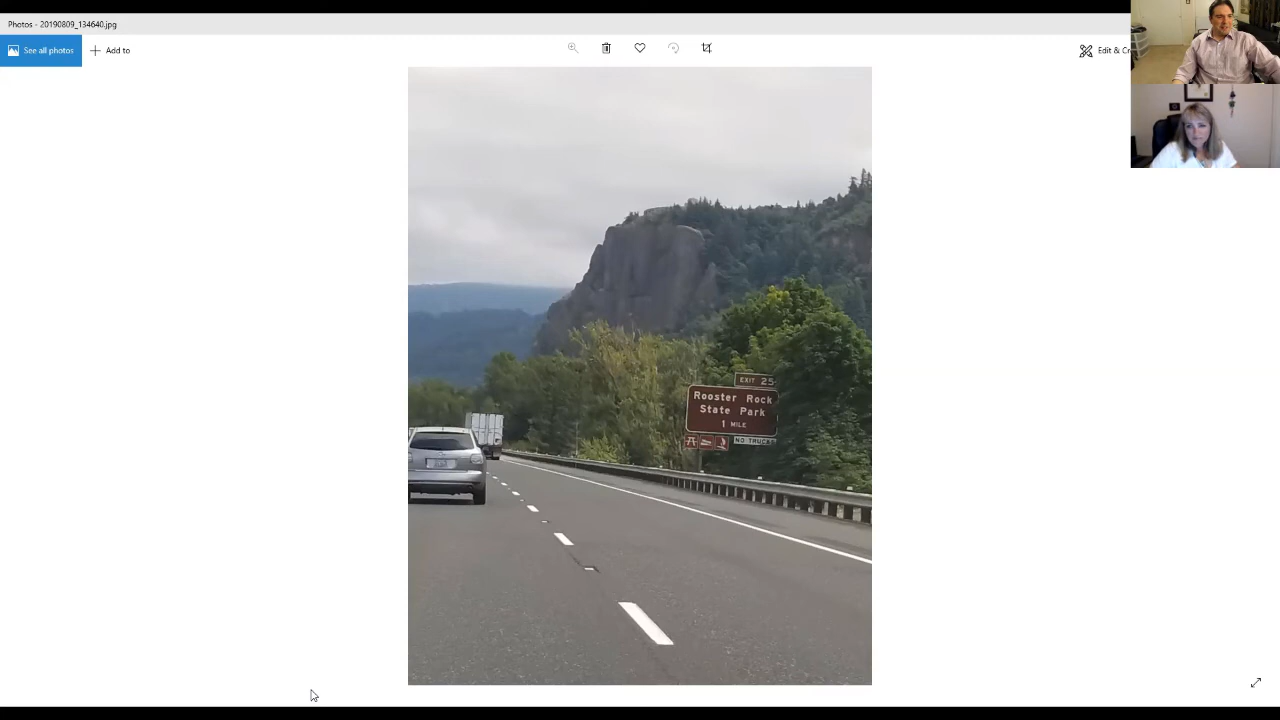 Photos - 20190809_134640.jpg
See all photos
Add to
Edit & Cr
EXIT 25
Rooster Rock
State Park
1 MILE
NO TRUCKS